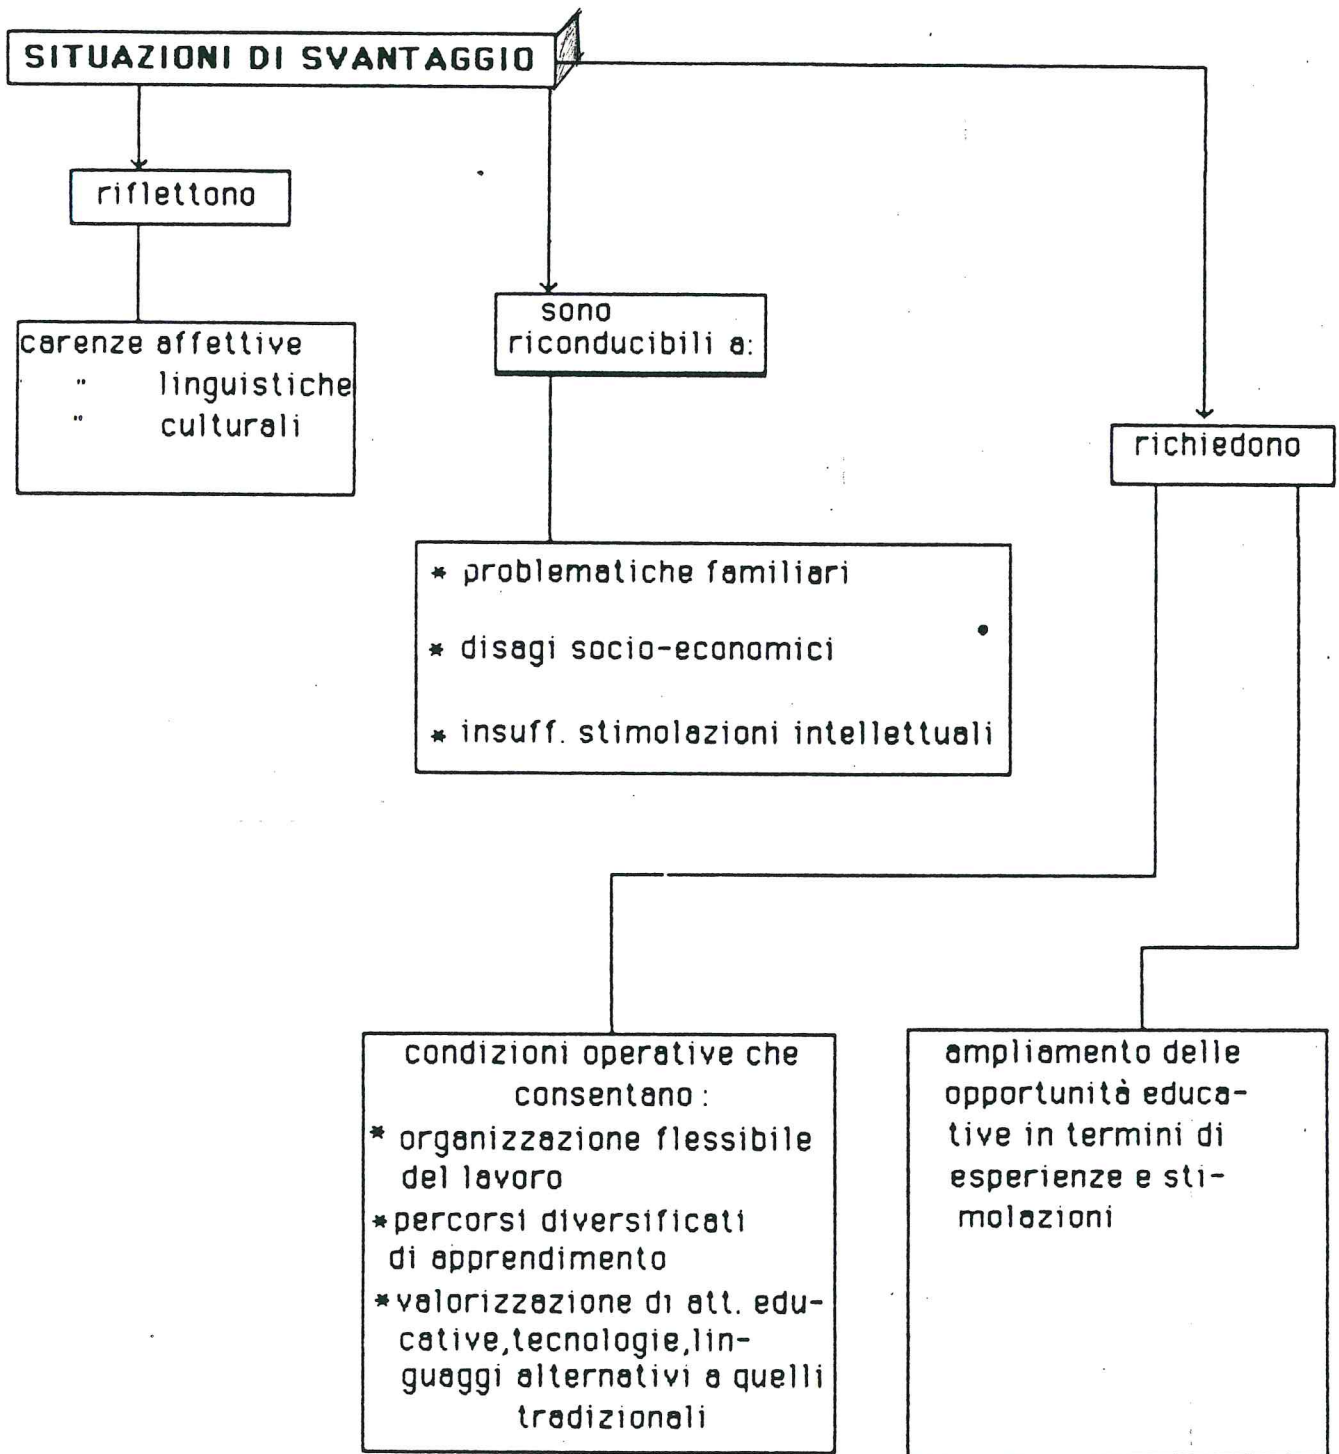 SITUAZIONI DI SVANTAGGIO
riflettono
carenze affettive
" linguistiche
" culturali
sono
riconducibili a:
* problematiche familiari
* disagi socio-economici
* insuff. stimolazioni intellettuali
richiedono
condizioni operative che
consentano :
* organizzazione flessibile
del lavoro
* percorsi diversificati
di apprendimento
* valorizzazione di att. edu-
cative,tecnologie,lin-
guaggi alternativi a quelli
tradizionali
ampliamento delle
opportunità educa-
tive in termini di
esperienze e sti-
molazioni